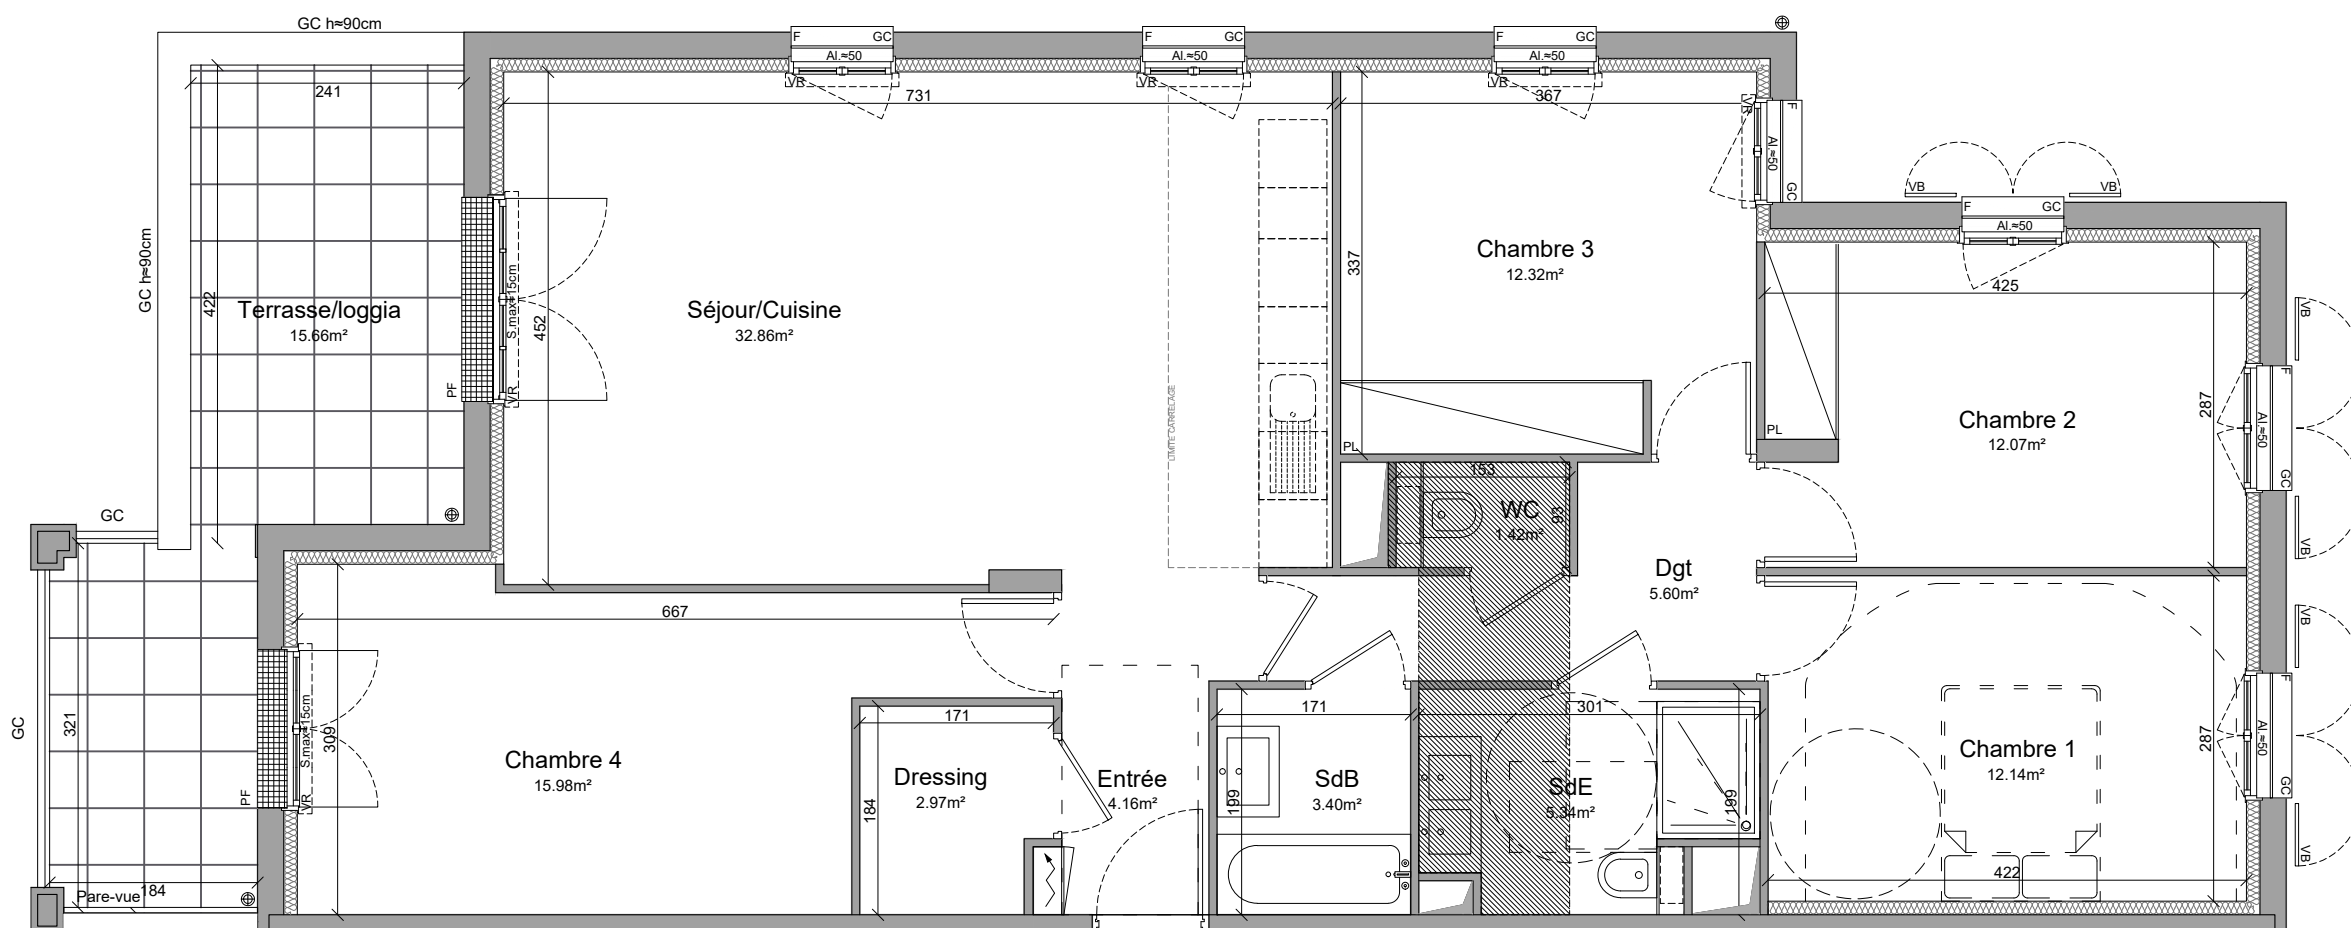 GC h≈90cm
F GC
Al.≈50
VR
F GC
Al.≈50
VR
F GC
Al.≈50
VR
241
731
367
VR
F
Al.≈50
GC
VB
VB
F GC
Al.≈50
GC h≈90cm
422
Terrasse/loggia
15.66m²
PF
S.max=15cm
VR
452
Séjour/Cuisine
32.86m²
LIMITE CARRELAGE
337
Chambre 3
12.32m²
PL
425
PL
Chambre 2
12.07m²
287
VB
F
Al.≈50
GC
VB
153
WC
1.42m²
93
Dgt
5.60m²
GC
GC
321
184
Pare-vue
PF
S.max=15cm
VR
309
667
Chambre 4
15.98m²
171
184
Dressing
2.97m²
Entrée
4.16m²
171
199
SdB
3.40m²
301
SdE
5.34m²
199
Chambre 1
12.14m²
422
287
VB
F
Al.≈50
GC
VB